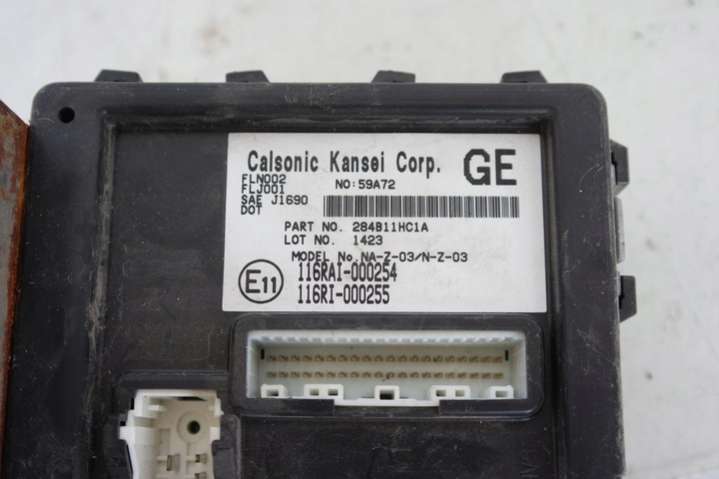 Calsonic Kansei Corp. GE
FLN002 NO:59A72
FLJ001
SAE J1690
DOT
PART NO. 284B11HC1A
LOT NO. 1423
MODEL No. NA-Z-03/N-Z-03
E11 116RAI-000254
116RI-000255